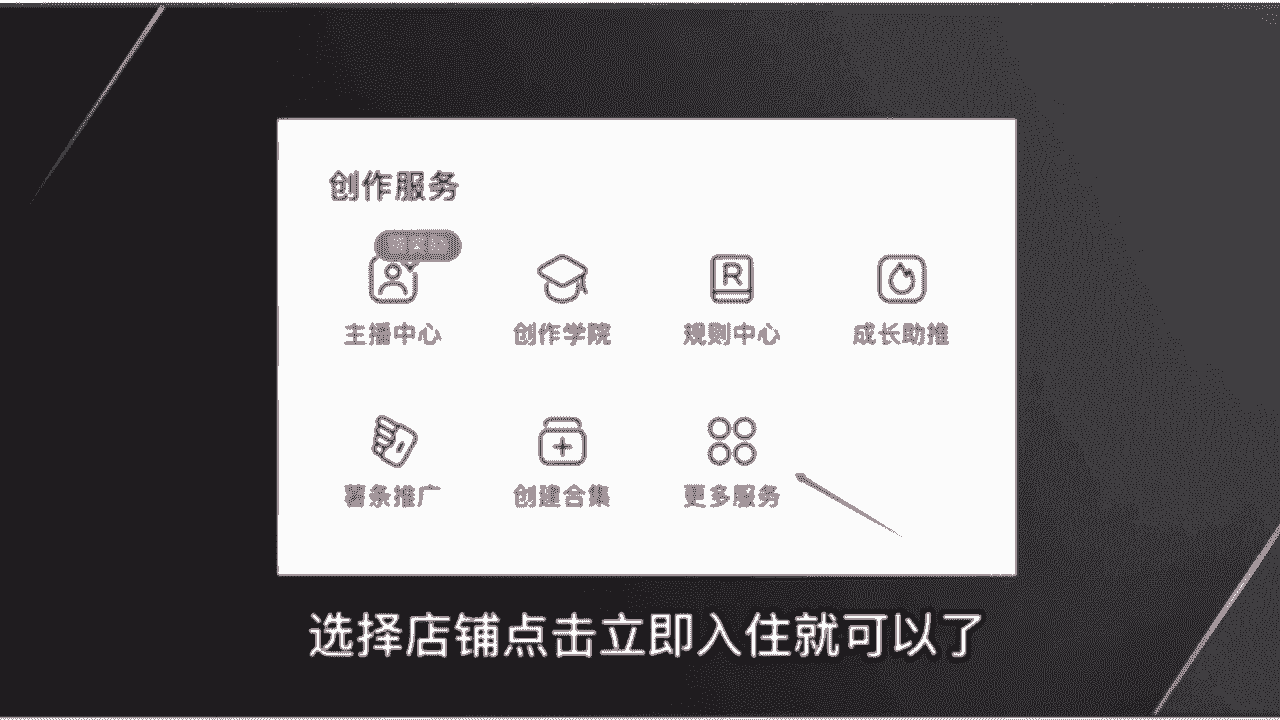 创作服务
主播中心 创作学院 规则中心 成长助推
薯条推广 创建合集 更多服务
R
选择店铺点击立即入住就可以了